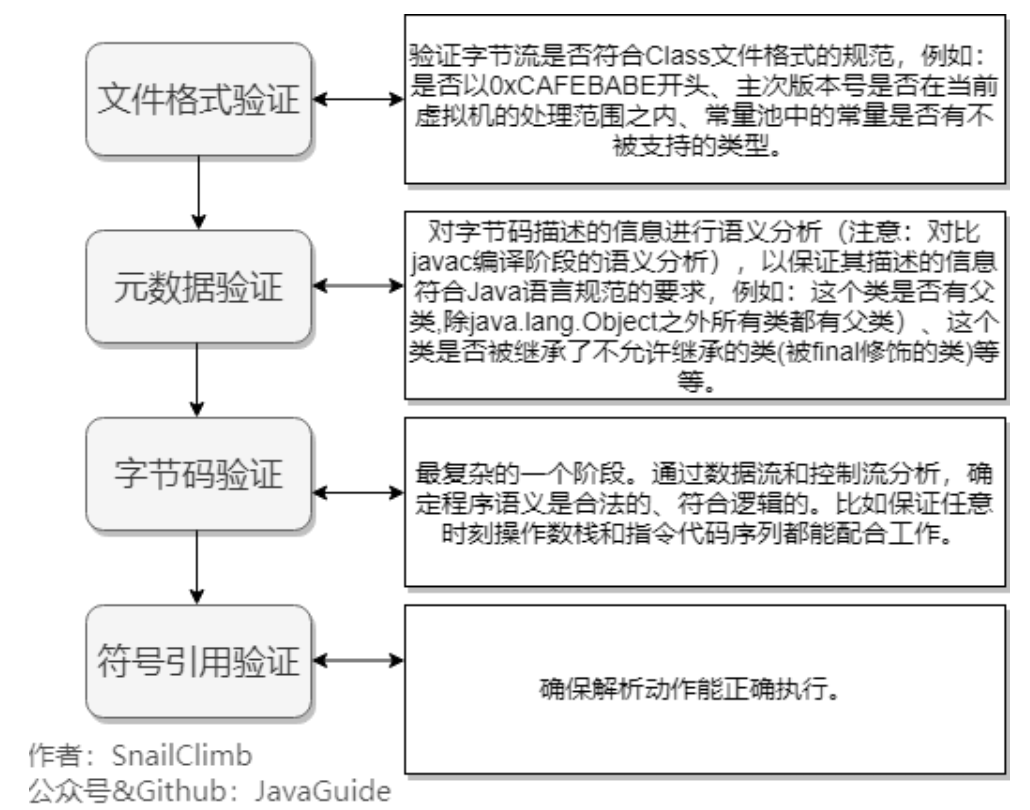 文件格式验证
验证字节流是否符合Class文件格式的规范，例如：
是否以0xCAFEBABE开头、主次版本号是否在当前
虚拟机的处理范围之内、常量池中的常量是否有不
被支持的类型。
元数据验证
对字节码描述的信息进行语义分析（注意：对比
javac编译阶段的语义分析），以保证其描述的信息
符合Java语言规范的要求，例如：这个类是否有父
类,除java.lang.Object之外所有类都有父类）、这个
类是否被继承了不允许继承的类(被final修饰的类)等
等。
字节码验证
最复杂的一个阶段。通过数据流和控制流分析，确
定程序语义是合法的、符合逻辑的。比如保证任意
时刻操作数栈和指令代码序列都能配合工作。
符号引用验证
确保解析动作能正确执行。
作者：SnailClimb
公众号&Github：JavaGuide